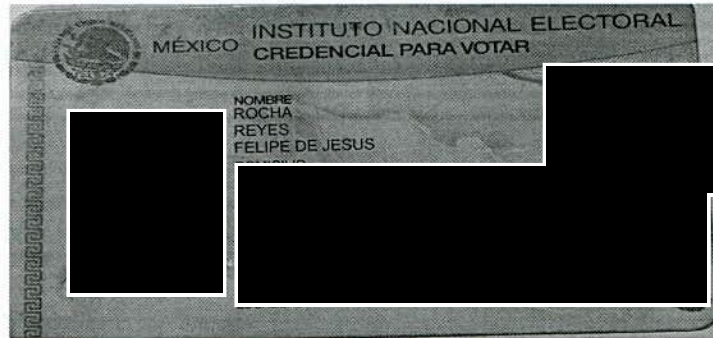 MÉXICO
INSTITUTO NACIONAL ELECTORAL
CREDENCIAL PARA VOTAR
NOMBRE
ROCHA
REYES
FELIPE DE JESUS